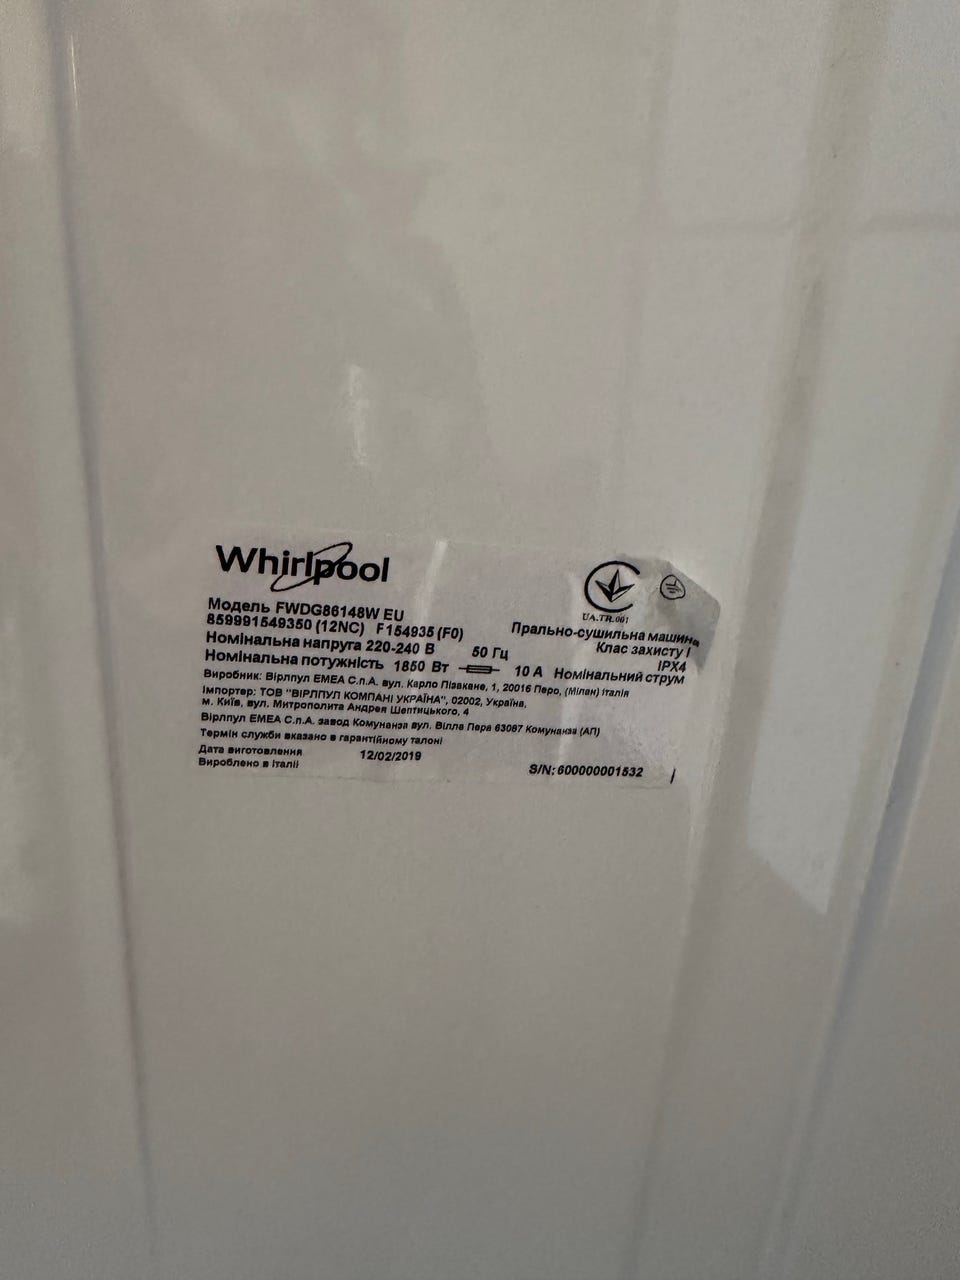 Whirlpool
UA.TR.001
Модель FWDG86148W EU
859991549350 (12NC) F154935 (F0)
Прально-сушильна машина
Номінальна напруга 220-240 В 50 Гц
Клас захисту I
IPX4
Номінальна потужність 1850 Вт 10 А Номінальний струм
Виробник: Вірлпул ЕМЕА С.п.А. вул. Карло Пізакане, 1, 20016 Перо, (Мілан) Італія
Імпортер: ТОВ "ВІРЛПУЛ КОМПАНІ УКРАЇНА", 02002, Україна,
м. Київ, вул. Митрополита Андрея Шептицького, 4
Вірлпул ЕМЕА С.п.А. завод Комунанза вул. Вілла Пера 63087 Комунанза (АП)
Термін служби вказано в гарантійному талоні
Дата виготовлення 12/02/2019
Вироблено в Італії
S/N: 600000001532